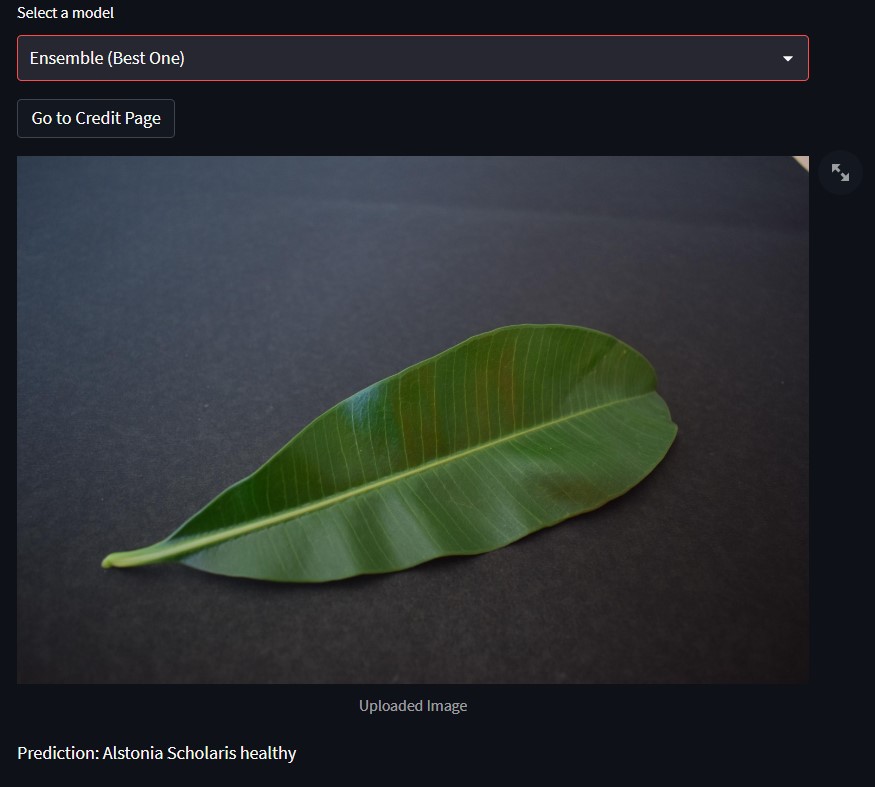 Select a model
Ensemble (Best One)
Go to Credit Page
Uploaded Image
Prediction: Alstonia Scholaris healthy